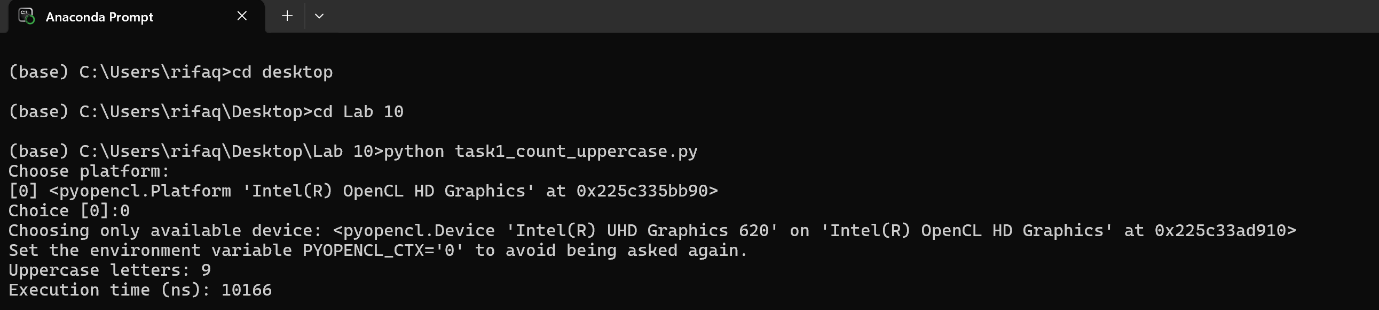 Anaconda Prompt
(base) C:\Users\rifaq>cd desktop
(base) C:\Users\rifaq\Desktop>cd Lab 10
(base) C:\Users\rifaq\Desktop\Lab 10>python task1_count_uppercase.py
Choose platform:
[0] <pyopencl.Platform 'Intel(R) OpenCL HD Graphics' at 0x225c335bb90>
Choice [0]:0
Choosing only available device: <pyopencl.Device 'Intel(R) UHD Graphics 620' on 'Intel(R) OpenCL HD Graphics' at 0x225c33ad910>
Set the environment variable PYOPENCL_CTX='0' to avoid being asked again.
Uppercase letters: 9
Execution time (ns): 10166